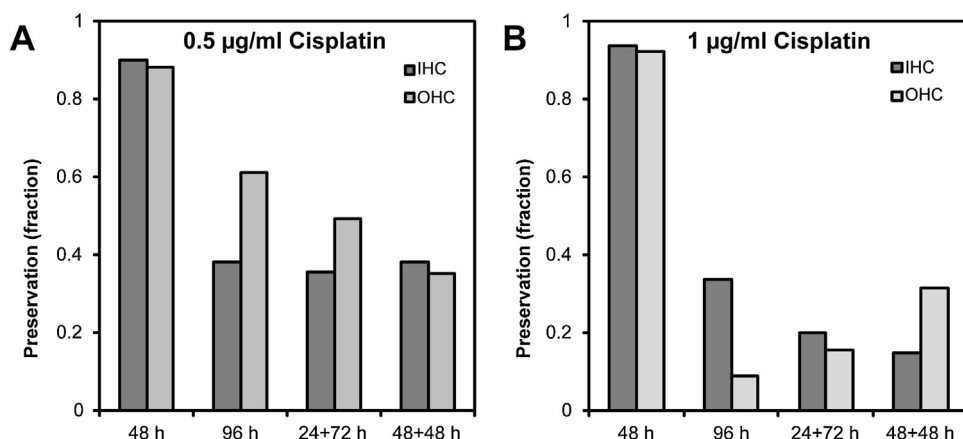 A
0.5 µg/ml Cisplatin
IHC
OHC
Preservation (fraction)
1
0.8
0.6
0.4
0.2
0
48 h 96 h 24+72 h 48+48 h
B
1 µg/ml Cisplatin
IHC
OHC
Preservation (fraction)
1
0.8
0.6
0.4
0.2
0
48 h 96 h 24+72 h 48+48 h